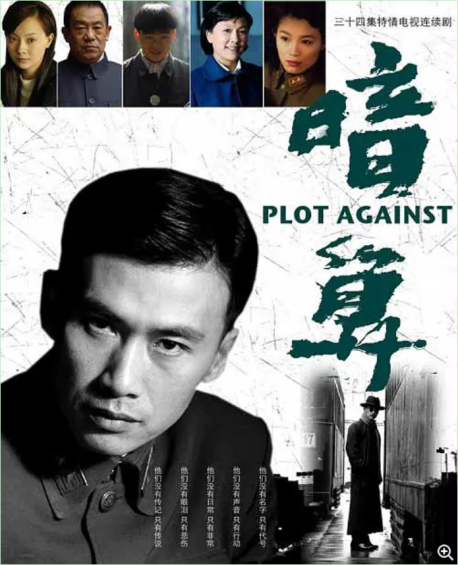 三十四集特情电视连续剧
暗
PLOT AGAINST
算
他们没有名字 只有代号
他们没有声音 只有行动
他们没有日常 只有非常
他们没有眼泪 只有悲伤
他们没有传记 只有传说
17